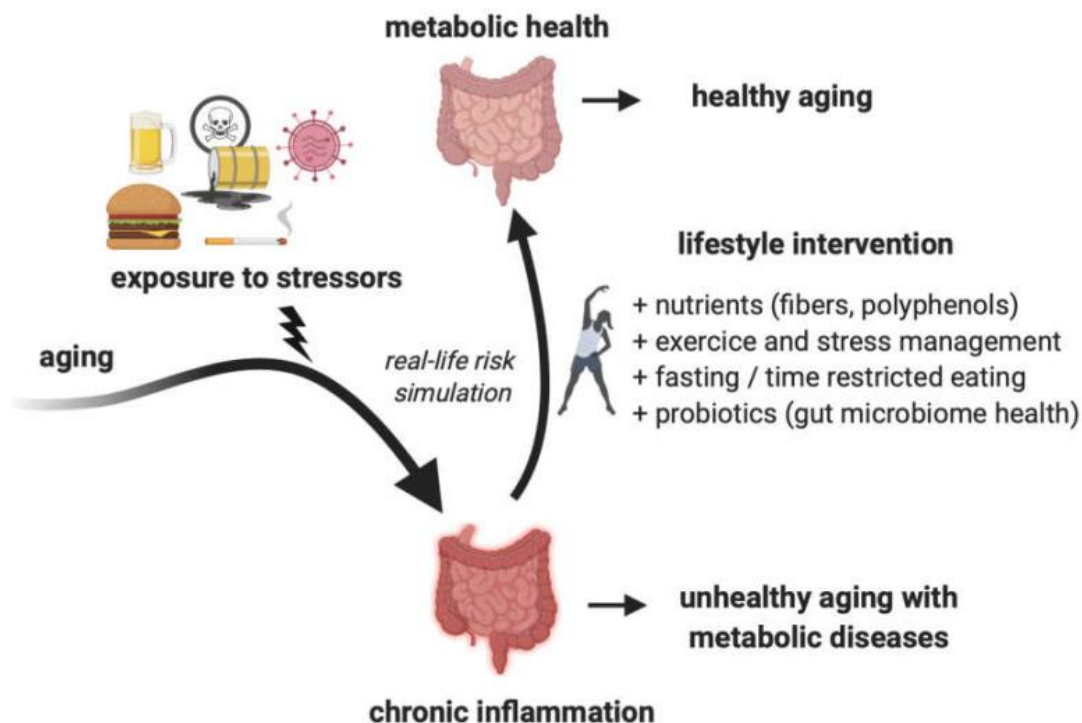 metabolic health
healthy aging
exposure to stressors
lifestyle intervention
+ nutrients (fibers, polyphenols)
+ exercice and stress management
+ fasting / time restricted eating
+ probiotics (gut microbiome health)
aging
real-life risk
simulation
unhealthy aging with
metabolic diseases
chronic inflammation